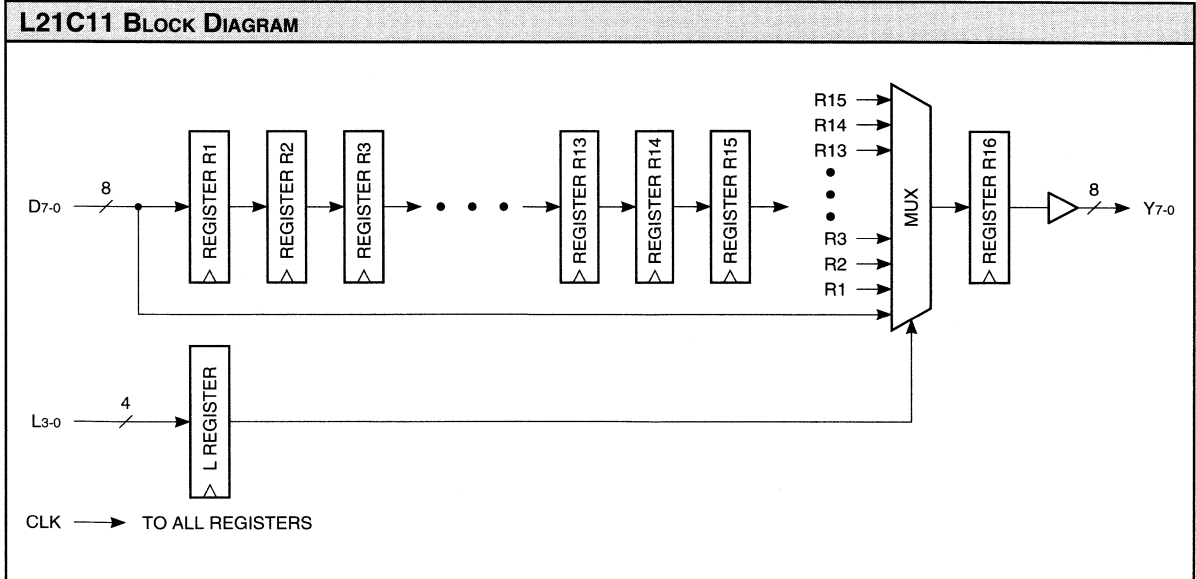 L21C11 BLOCK DIAGRAM
D7-0
8
REGISTER R1
REGISTER R2
REGISTER R3
REGISTER R13
REGISTER R14
REGISTER R15
R15
R14
R13
R3
R2
R1
MUX
REGISTER R16
8
Y7-0
L3-0
4
L REGISTER
CLK
TO ALL REGISTERS